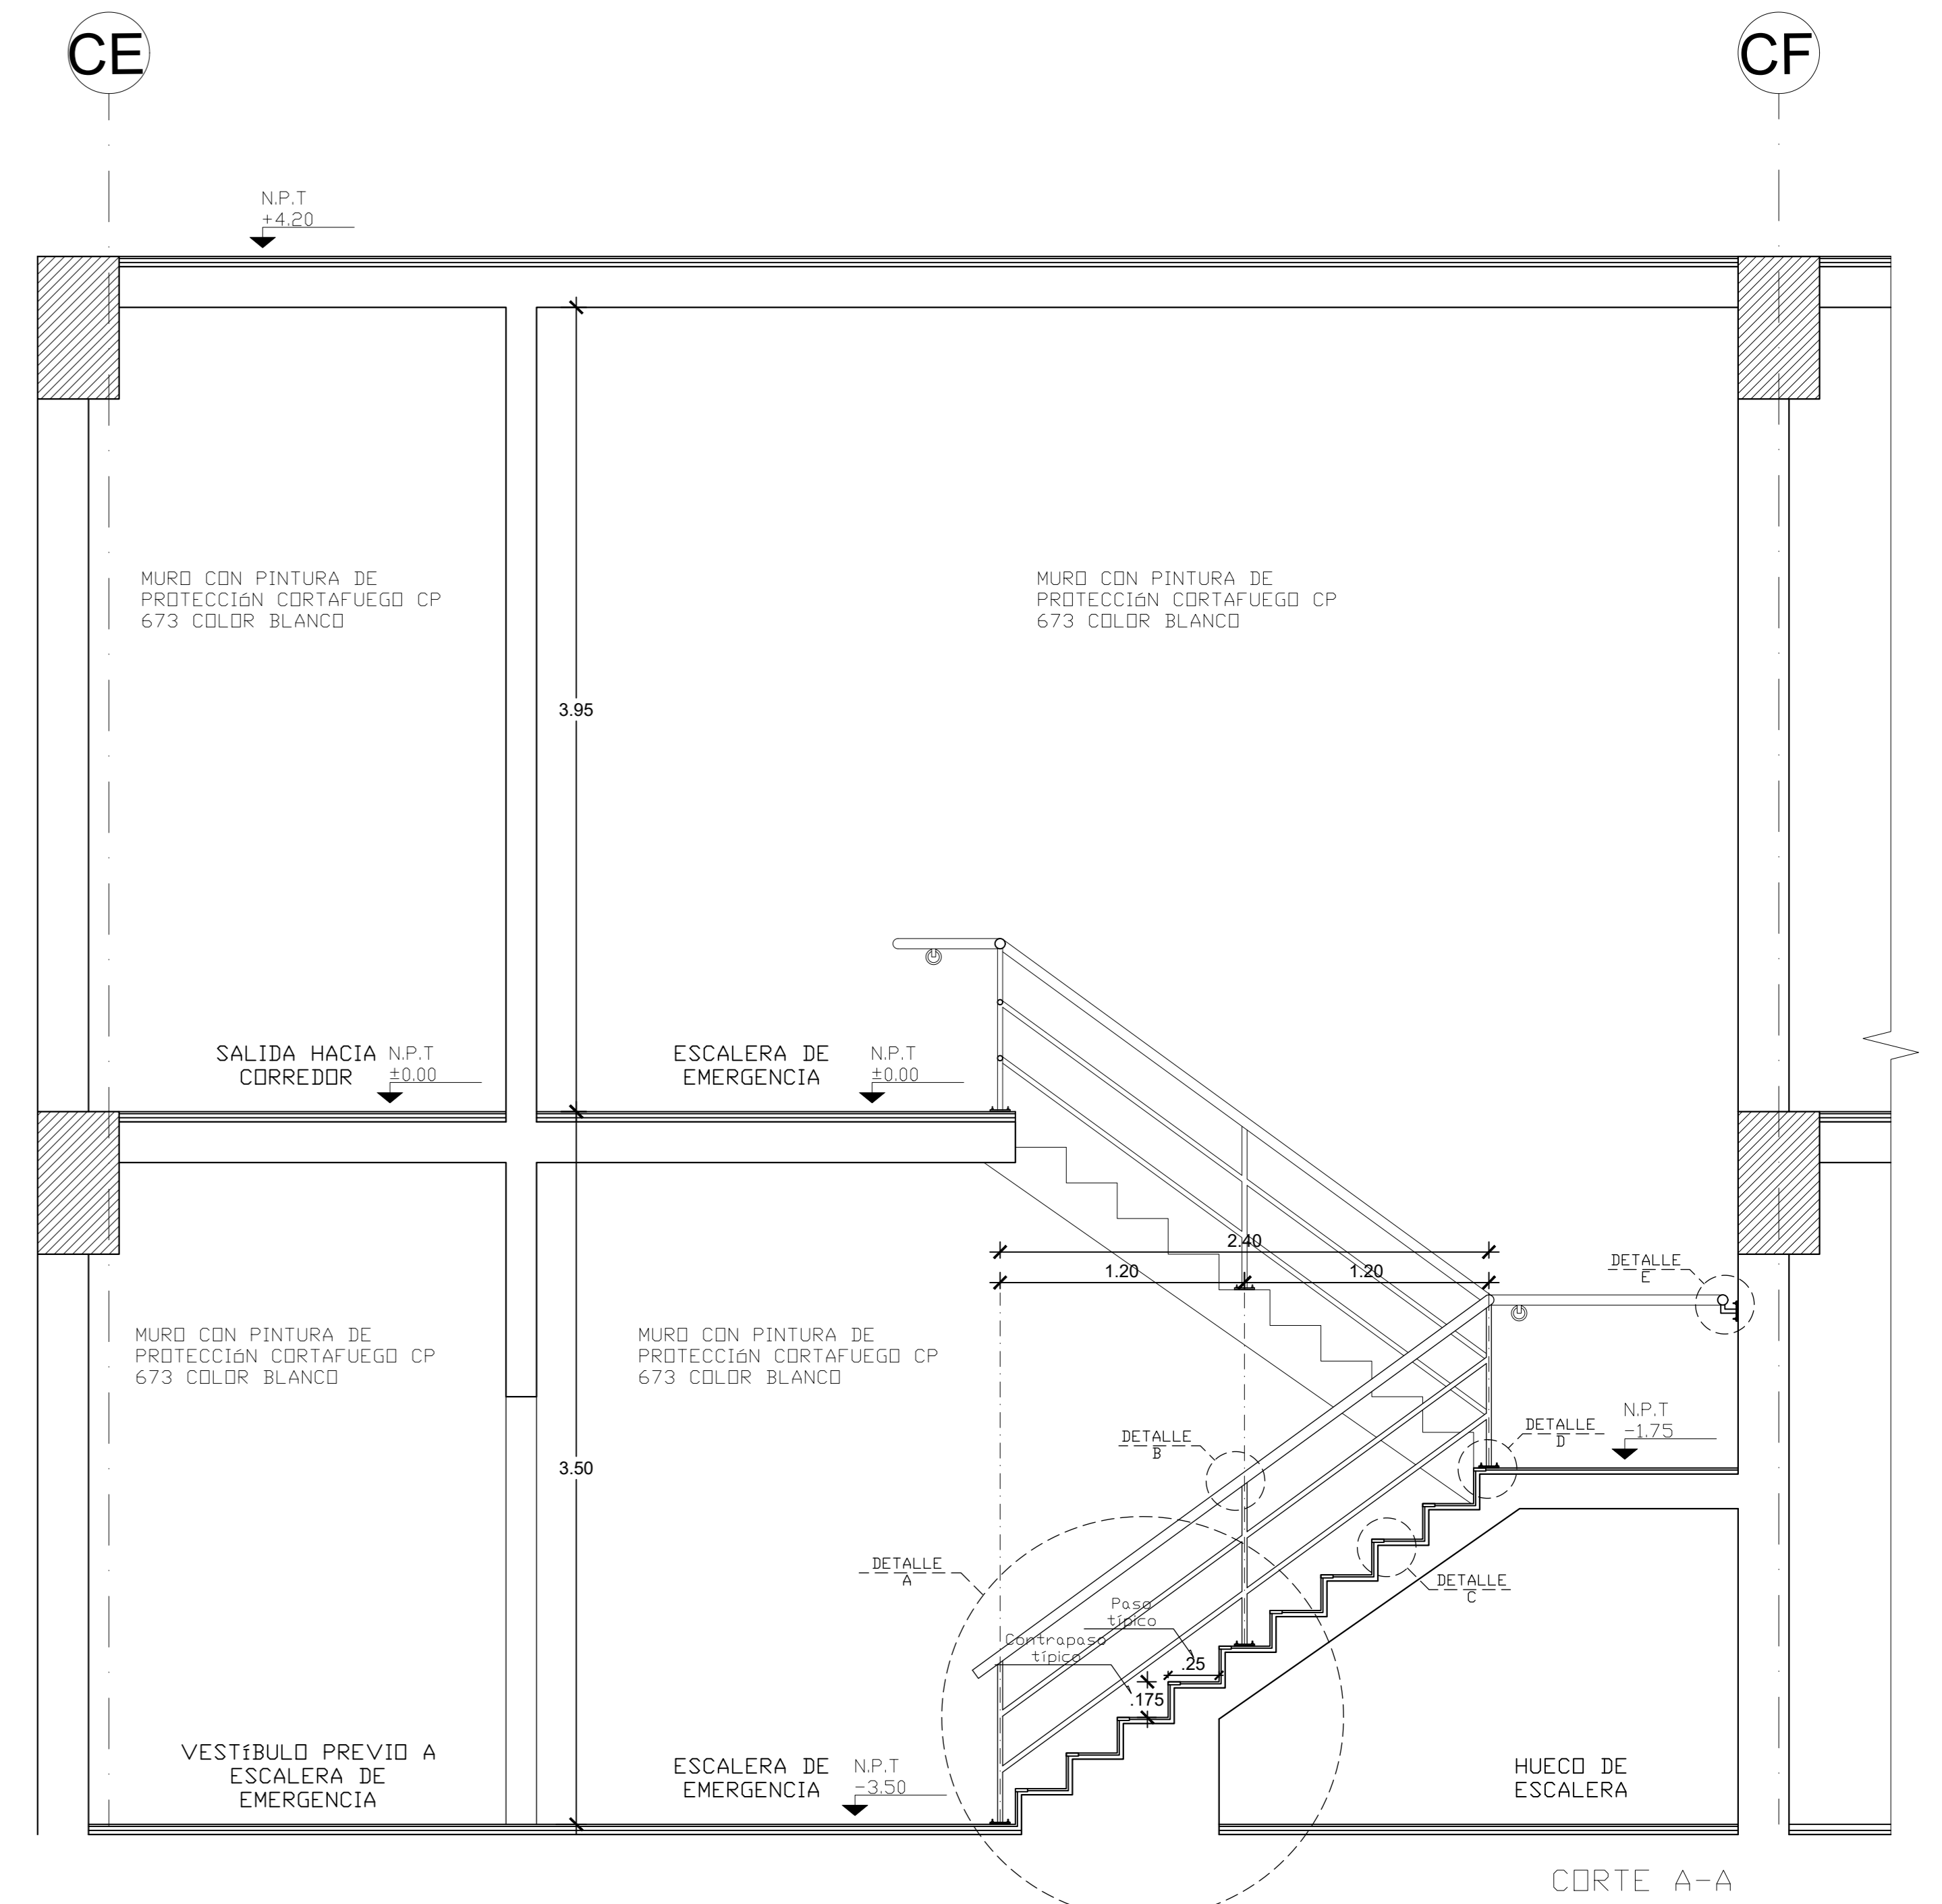 CE
CF
N.P.T
+4.20
MURO CON PINTURA DE
PROTECCIóN CORTAFUEGO CP
673 COLOR BLANCO
MURO CON PINTURA DE
PROTECCIóN CORTAFUEGO CP
673 COLOR BLANCO
3.95
SALIDA HACIA
CORREDOR
N.P.T
±0.00
ESCALERA DE
EMERGENCIA
N.P.T
±0.00
2.40
1.20
1.20
DETALLE
E
MURO CON PINTURA DE
PROTECCIóN CORTAFUEGO CP
673 COLOR BLANCO
MURO CON PINTURA DE
PROTECCIóN CORTAFUEGO CP
673 COLOR BLANCO
3.50
DETALLE
B
DETALLE
D
N.P.T
-1.75
DETALLE
A
DETALLE
C
Paso
típico
Contrapaso
típico
.25
.175
VESTíBULO PREVIO A
ESCALERA DE
EMERGENCIA
ESCALERA DE
EMERGENCIA
N.P.T
-3.50
HUECO DE
ESCALERA
CORTE A-A